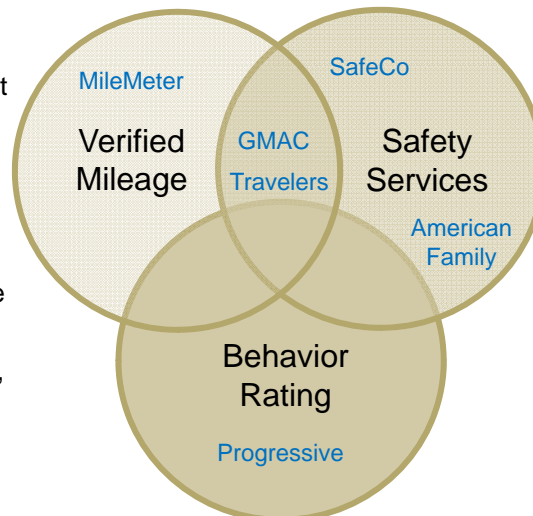 t
MileMeter
SafeCo
Verified
Mileage
GMAC
Travelers
Safety
Services
American
Family
e
,
Behavior
Rating
Progressive